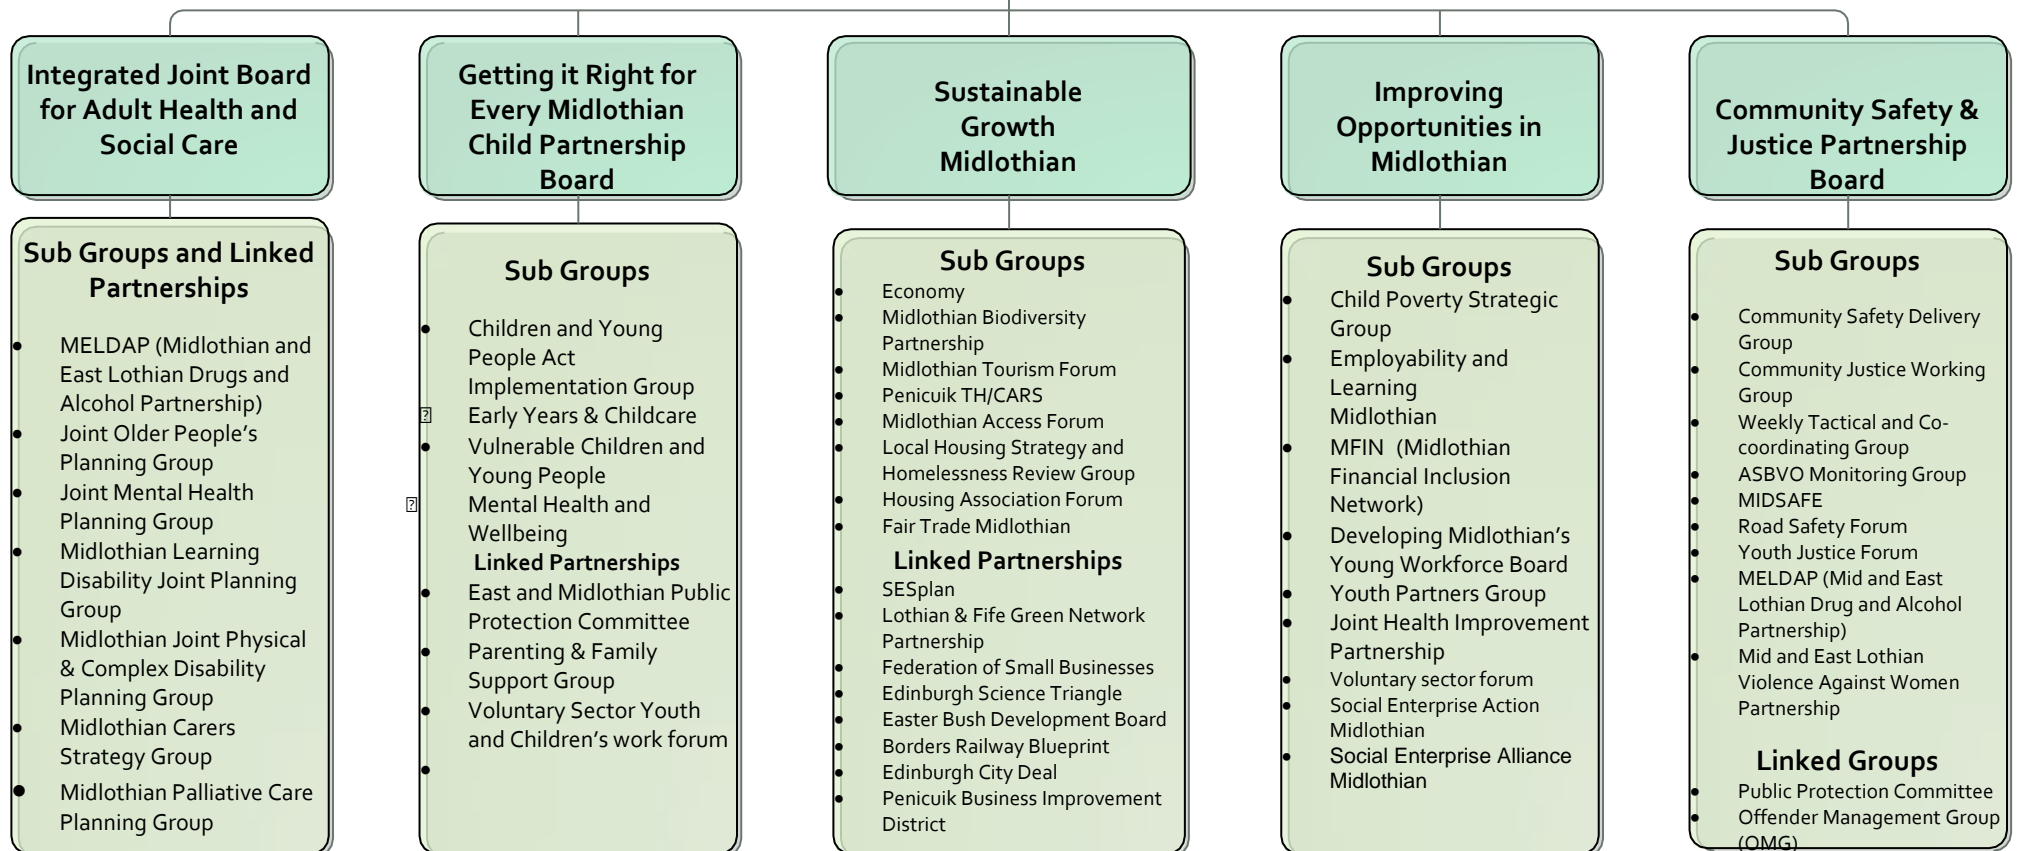 Integrated Joint Board
for Adult Health and
Social Care
Sub Groups and Linked
Partnerships
• MELDAP (Midlothian and
East Lothian Drugs and
Alcohol Partnership)
• Joint Older People’s
Planning Group
• Joint Mental Health
Planning Group
• Midlothian Learning
Disability Joint Planning
Group
• Midlothian Joint Physical
& Complex Disability
Planning Group
• Midlothian Carers
Strategy Group
• Midlothian Palliative Care
Planning Group
Getting it Right for
Every Midlothian
Child Partnership
Board
Sub Groups
• Children and Young
People Act
Implementation Group
Early Years & Childcare
• Vulnerable Children and
Young People
Mental Health and
Wellbeing
Linked Partnerships
• East and Midlothian Public
Protection Committee
• Parenting & Family
Support Group
• Voluntary Sector Youth
and Children’s work forum
•
Sustainable
Growth
Midlothian
Sub Groups
• Economy
• Midlothian Biodiversity
Partnership
• Midlothian Tourism Forum
• Penicuik TH/CARS
• Midlothian Access Forum
• Local Housing Strategy and
Homelessness Review Group
• Housing Association Forum
• Fair Trade Midlothian
Linked Partnerships
• SESplan
• Lothian & Fife Green Network
Partnership
• Federation of Small Businesses
• Edinburgh Science Triangle
• Easter Bush Development Board
• Borders Railway Blueprint
• Edinburgh City Deal
• Penicuik Business Improvement
District
Improving
Opportunities in
Midlothian
Sub Groups
• Child Poverty Strategic
Group
• Employability and
Learning
Midlothian
• MFIN (Midlothian
Financial Inclusion
Network)
• Developing Midlothian’s
Young Workforce Board
• Youth Partners Group
• Joint Health Improvement
Partnership
• Voluntary sector forum
• Social Enterprise Action
Midlothian
• Social Enterprise Alliance
Midlothian
Community Safety &
Justice Partnership
Board
Sub Groups
• Community Safety Delivery
Group
• Community Justice Working
Group
• Weekly Tactical and Co-
coordinating Group
• ASBVO Monitoring Group
• MIDSAFE
• Road Safety Forum
• Youth Justice Forum
• MELDAP (Mid and East
Lothian Drug and Alcohol
Partnership)
• Mid and East Lothian
Violence Against Women
Partnership
Linked Groups
• Public Protection Committee
• Offender Management Group
(OMG)